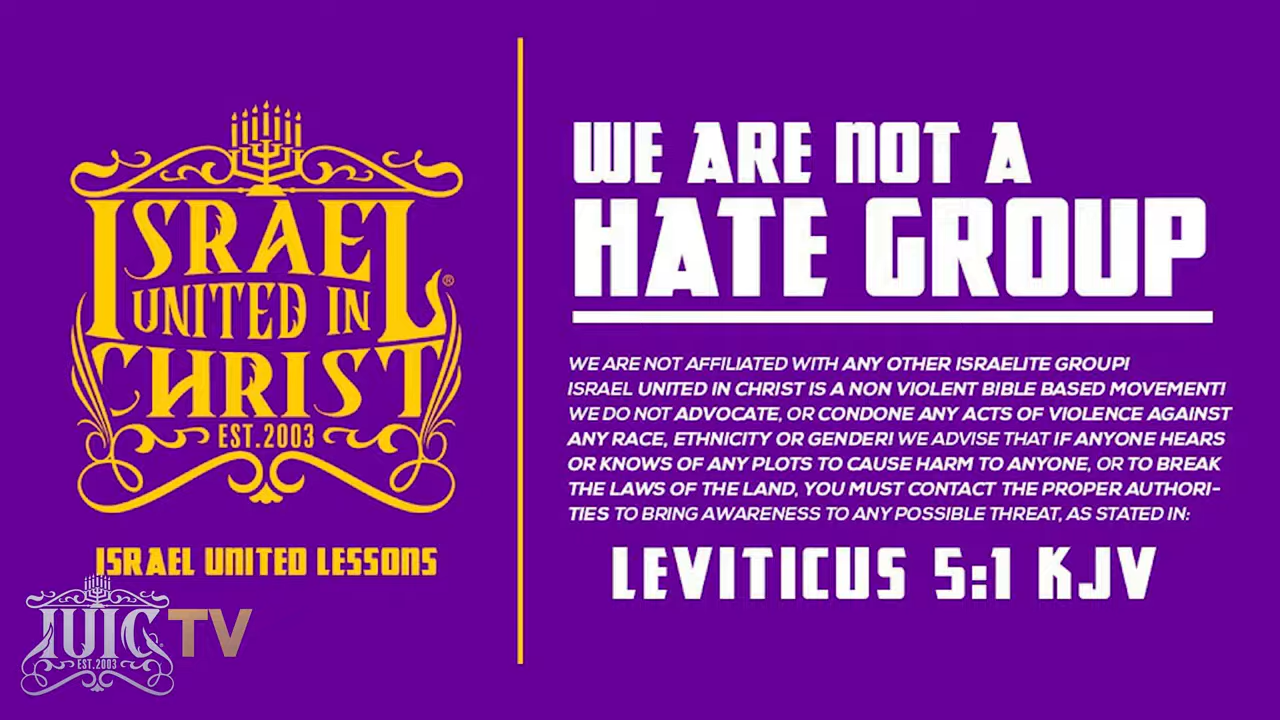 ISRAEL
UNITED IN
CHRIST
®
EST.2003
ISRAEL UNITED LESSONS
IUIC TV
EST.2003
WE ARE NOT A
HATE GROUP
WE ARE NOT AFFILIATED WITH ANY OTHER ISRAELITE GROUP!
ISRAEL UNITED IN CHRIST IS A NON VIOLENT BIBLE BASED MOVEMENT!
WE DO NOT ADVOCATE, OR CONDONE ANY ACTS OF VIOLENCE AGAINST
ANY RACE, ETHNICITY OR GENDER! WE ADVISE THAT IF ANYONE HEARS
OR KNOWS OF ANY PLOTS TO CAUSE HARM TO ANYONE, OR TO BREAK
THE LAWS OF THE LAND, YOU MUST CONTACT THE PROPER AUTHORI-
TIES TO BRING AWARENESS TO ANY POSSIBLE THREAT, AS STATED IN:
LEVITICUS 5:1 KJV